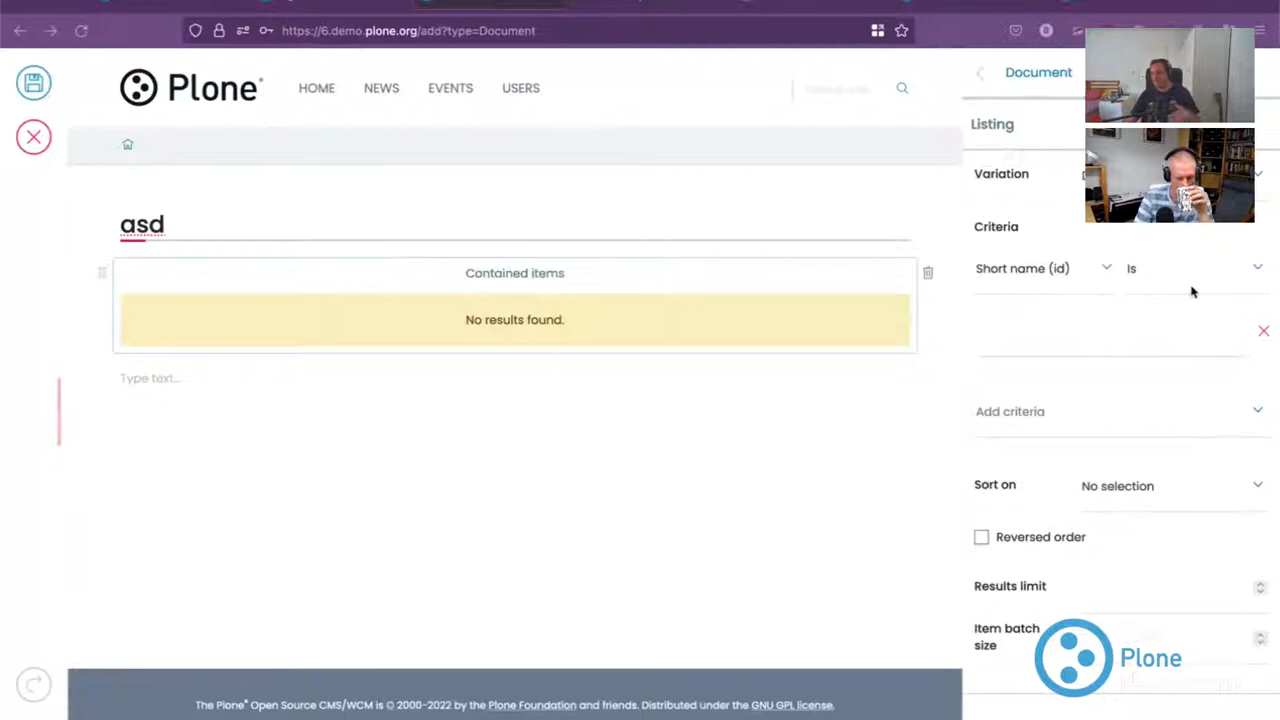 https://6.demo.plone.org/add?type=Document
Plone®
HOME
NEWS
EVENTS
USERS
Document
Listing
Variation
Criteria
asd
Contained items
Short name (id)
Is
No results found.
Type text...
Add criteria
Sort on
No selection
Reversed order
Results limit
Item batch
size
Plone
The Plone® Open Source CMS/WCM is © 2000-2022 by the Plone Foundation and friends. Distributed under the GNU GPL license.